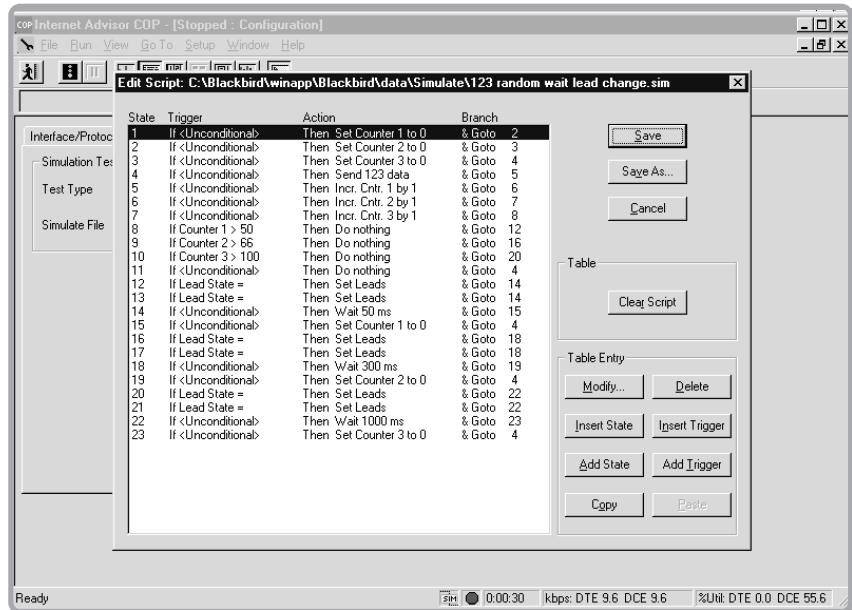 COP Internet Advisor COP - [Stopped : Configuration]
File Run View Go To Setup Window Help
Edit Script: C:\Blackbird\winapp\Blackbird\data\Simulate\123 random wait lead change.sim
Interface/Protoc
Simulation Tes
Test Type
Simulate File
State Trigger Action Branch
1 If <Unconditional> Then Set Counter 1 to 0 & Goto 2
2 If <Unconditional> Then Set Counter 2 to 0 & Goto 3
3 If <Unconditional> Then Set Counter 3 to 0 & Goto 4
4 If <Unconditional> Then Send 123 data & Goto 5
5 If <Unconditional> Then Incr. Cntr. 1 by 1 & Goto 6
6 If <Unconditional> Then Incr. Cntr. 2 by 1 & Goto 7
7 If <Unconditional> Then Incr. Cntr. 3 by 1 & Goto 8
8 If Counter 1 > 50 Then Do nothing & Goto 12
9 If Counter 2 > 66 Then Do nothing & Goto 16
10 If Counter 3 > 100 Then Do nothing & Goto 20
11 If <Unconditional> Then Do nothing & Goto 4
12 If Lead State = Then Set Leads & Goto 14
13 If Lead State = Then Set Leads & Goto 14
14 If <Unconditional> Then Wait 50 ms & Goto 15
15 If <Unconditional> Then Set Counter 1 to 0 & Goto 4
16 If Lead State = Then Set Leads & Goto 18
17 If Lead State = Then Set Leads & Goto 18
18 If <Unconditional> Then Wait 300 ms & Goto 19
19 If <Unconditional> Then Set Counter 2 to 0 & Goto 4
20 If Lead State = Then Set Leads & Goto 22
21 If Lead State = Then Set Leads & Goto 22
22 If <Unconditional> Then Wait 1000 ms & Goto 23
23 If <Unconditional> Then Set Counter 3 to 0 & Goto 4
Save
Save As...
Cancel
Table
Clear Script
Table Entry
Modify... Delete
Insert State Insert Trigger
Add State Add Trigger
Copy Paste
Ready SIM 0:00:30 kbps: DTE 9.6 DCE 9.6 %Util: DTE 0.0 DCE 55.6